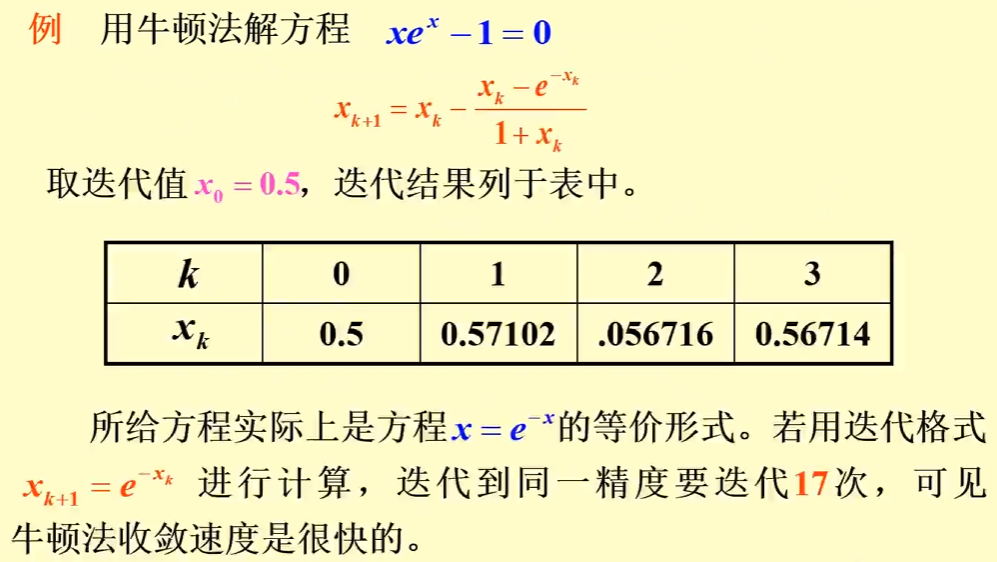 例 用牛顿法解方程 xe^x − 1 = 0
x_{k+1} = x_k − \frac{x_k − e^{−x_k}}{1 + x_k}
取迭代值 x_0 = 0.5，迭代结果列于表中。
k 0 1 2 3
x_k 0.5 0.57102 .056716 0.56714
所给方程实际上是方程 x = e^{−x} 的等价形式。若用迭代格式
x_{k+1} = e^{−x_k} 进行计算，迭代到同一精度要迭代17次，可见
牛顿法收敛速度是很快的。